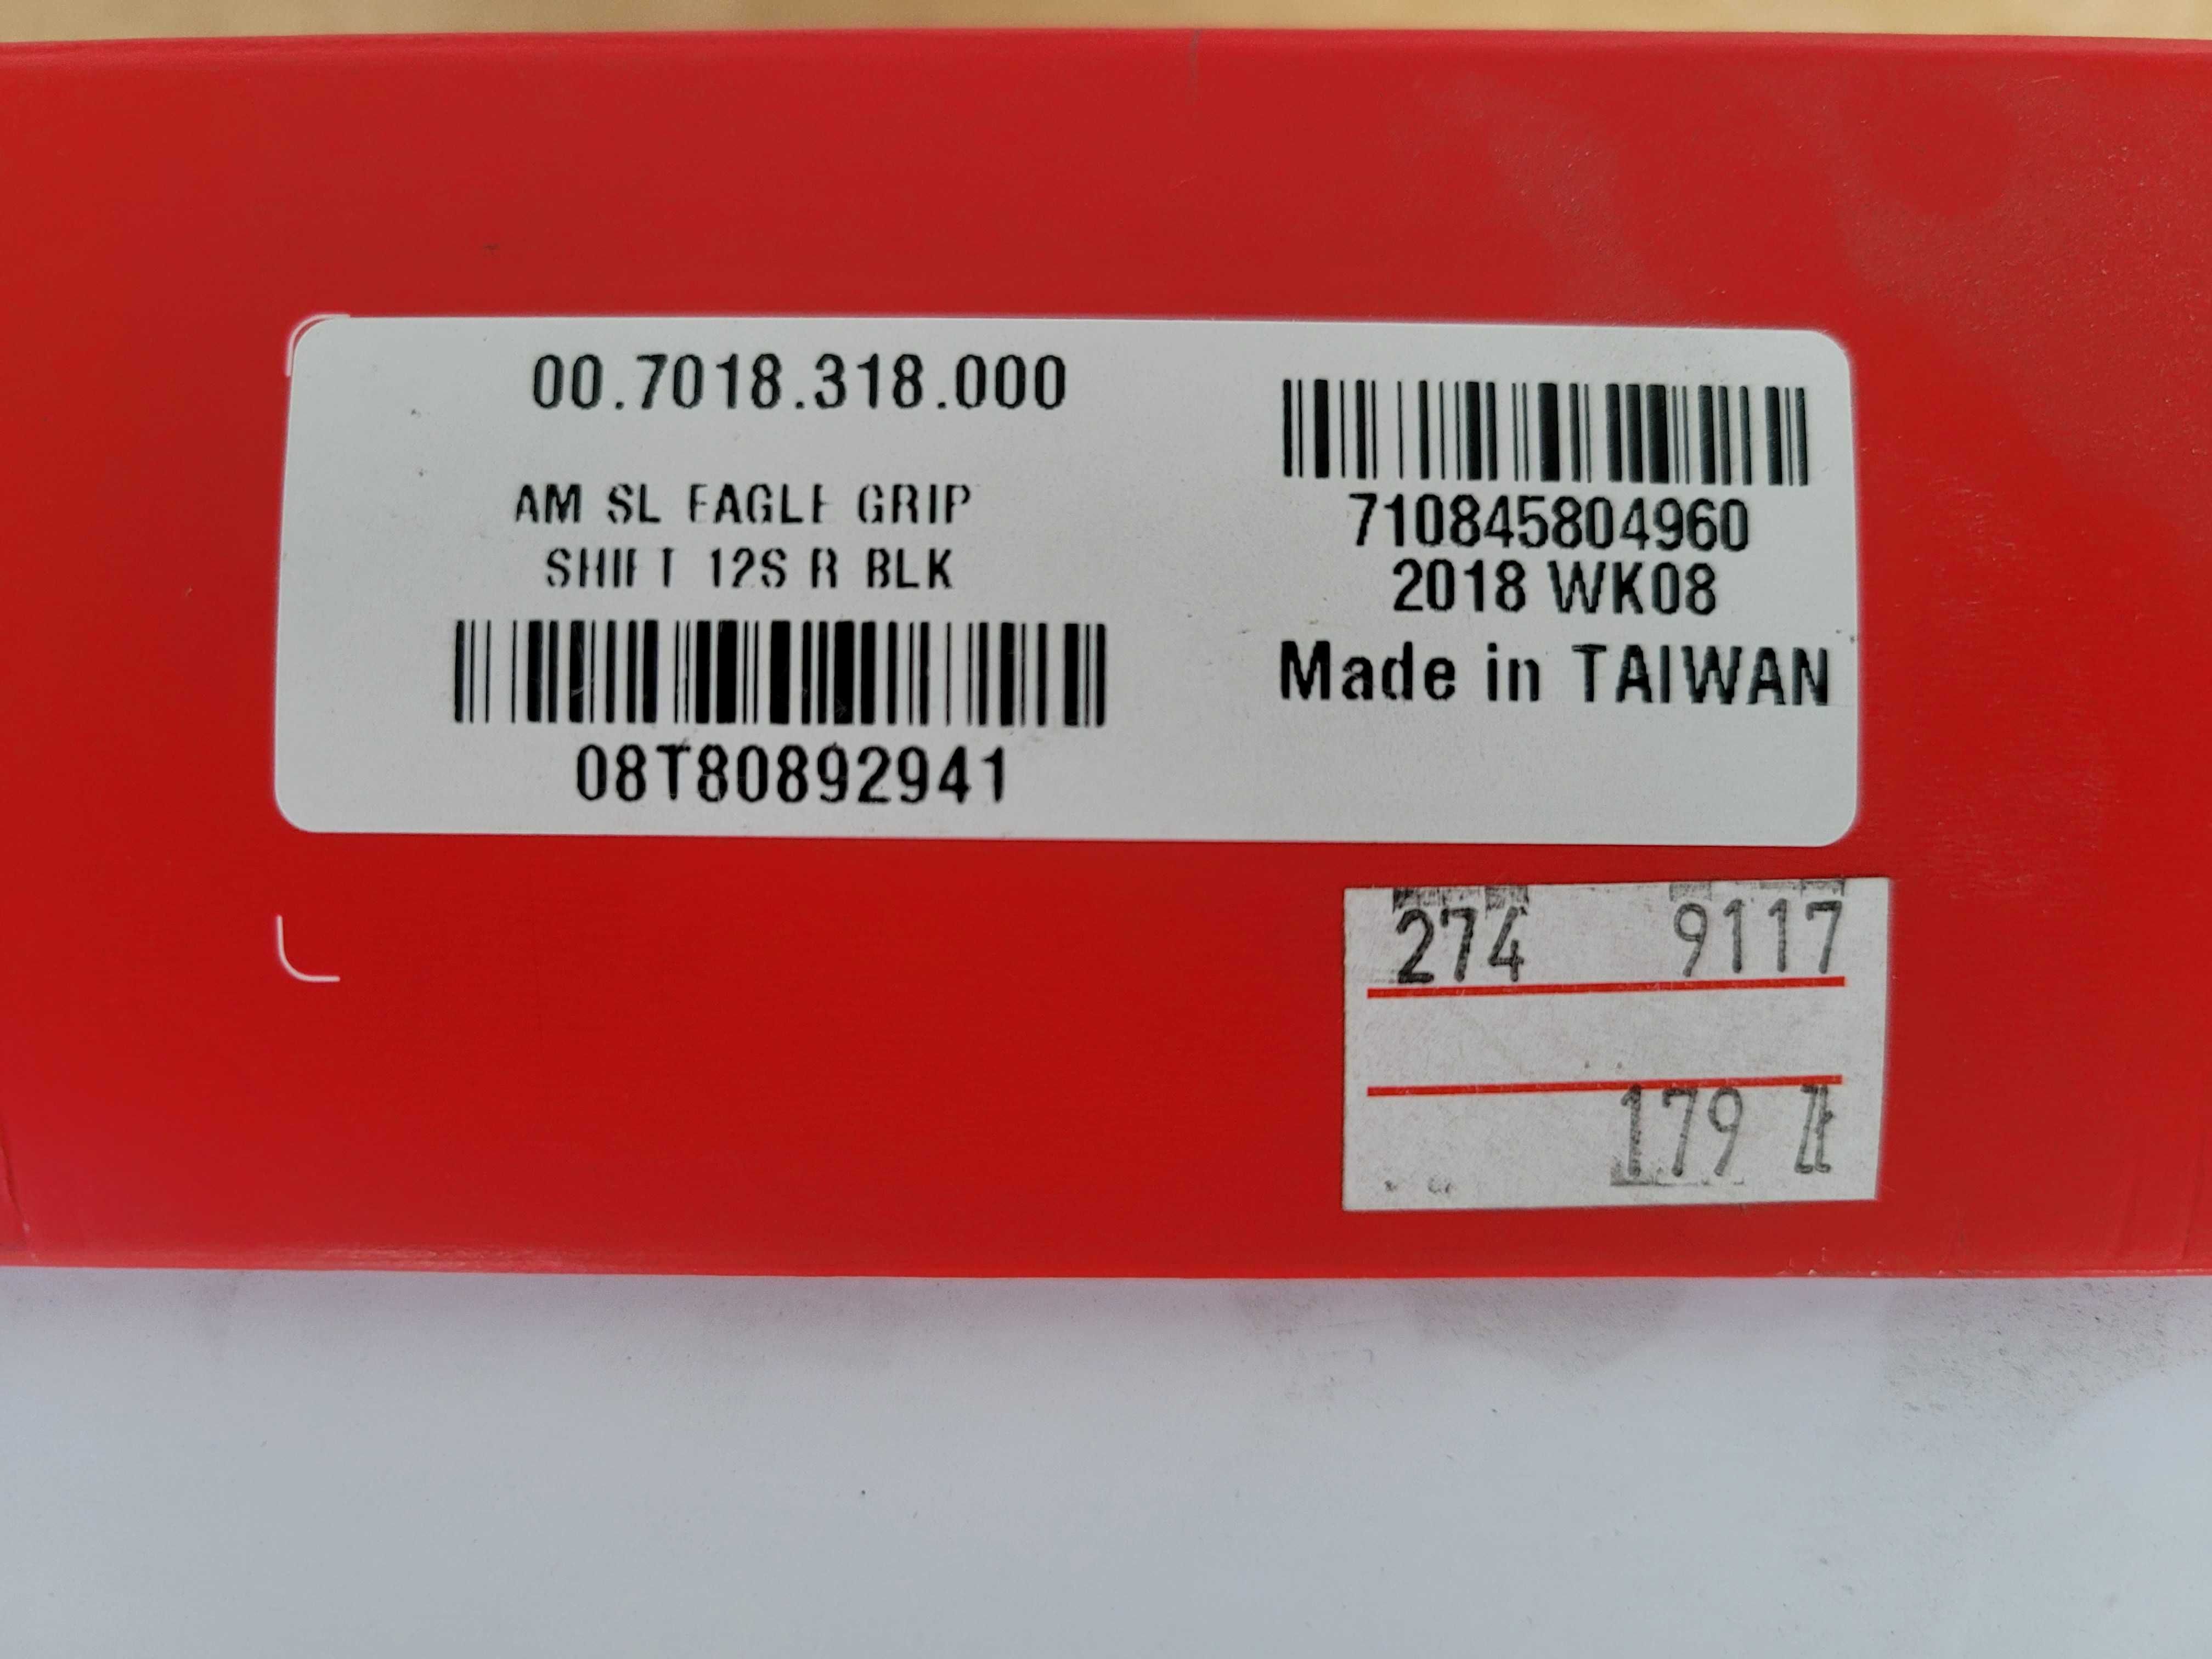 00.7018.318.000
AM SL EAGLE GRIP
SHIFT 12S R BLK
08T80892941
710845804960
2018 WK08
Made in TAIWAN
274 9117
179 zł